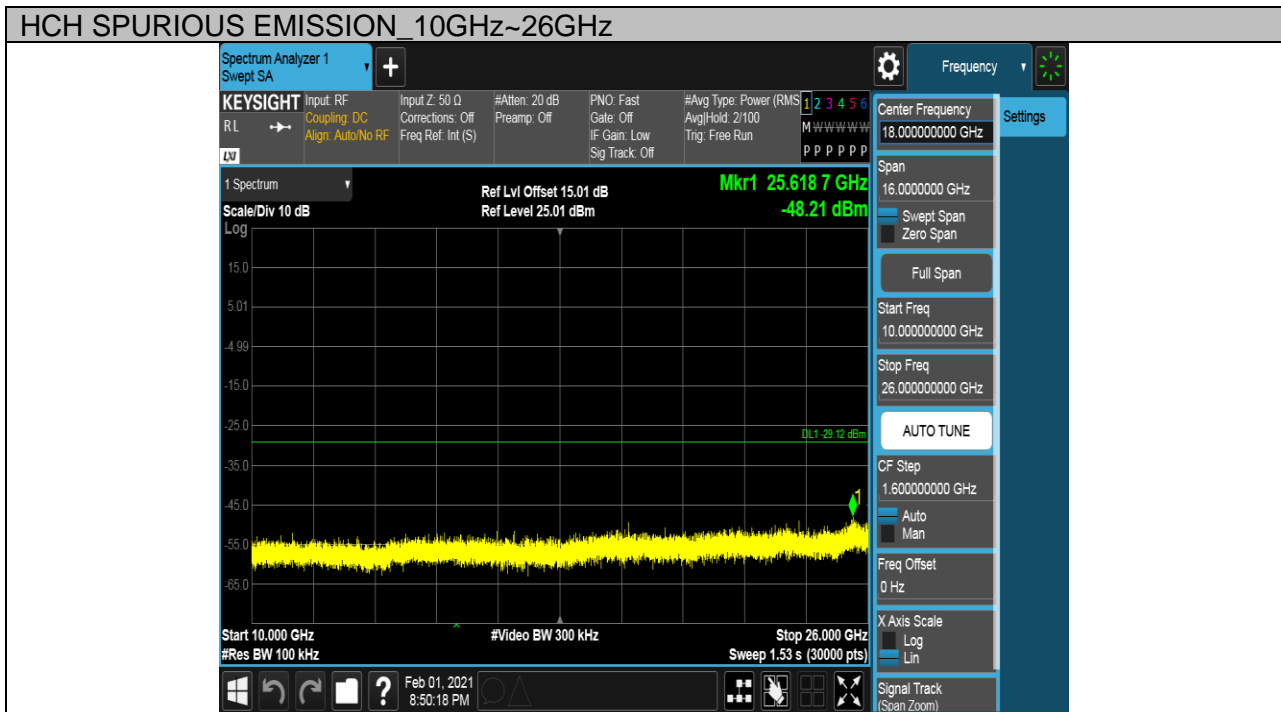 HCH SPURIOUS EMISSION_10GHz~26GHz
Spectrum Analyzer 1
Swept SA
Frequency
KEYSIGHT
RL
LXI
Input: RF
Coupling: DC
Align: Auto/No RF
Input Z: 50 Ω
Corrections: Off
Freq Ref: Int (S)
#Atten: 20 dB
Preamp: Off
PNO: Fast
Gate: Off
IF Gain: Low
Sig Track: Off
#Avg Type: Power (RMS
Avg|Hold: 2/100
Trig: Free Run
1 2 3 4 5 6
M W W W W W
P P P P P P
1 Spectrum
Scale/Div 10 dB
Ref Lvl Offset 15.01 dB
Ref Level 25.01 dBm
Mkr1 25.618 7 GHz
-48.21 dBm
Log
15.0
5.01
-4.99
-15.0
-25.0
-35.0
-45.0
-55.0
-65.0
DL1 -29.12 dBm
1
Start 10.000 GHz
#Res BW 100 kHz
#Video BW 300 kHz
Stop 26.000 GHz
Sweep 1.53 s (30000 pts)
Center Frequency
18.000000000 GHz
Settings
Span
16.0000000 GHz
Swept Span
Zero Span
Full Span
Start Freq
10.000000000 GHz
Stop Freq
26.000000000 GHz
AUTO TUNE
CF Step
1.600000000 GHz
Auto
Man
Freq Offset
0 Hz
X Axis Scale
Log
Lin
Signal Track
(Span Zoom)
?
Feb 01, 2021
8:50:18 PM